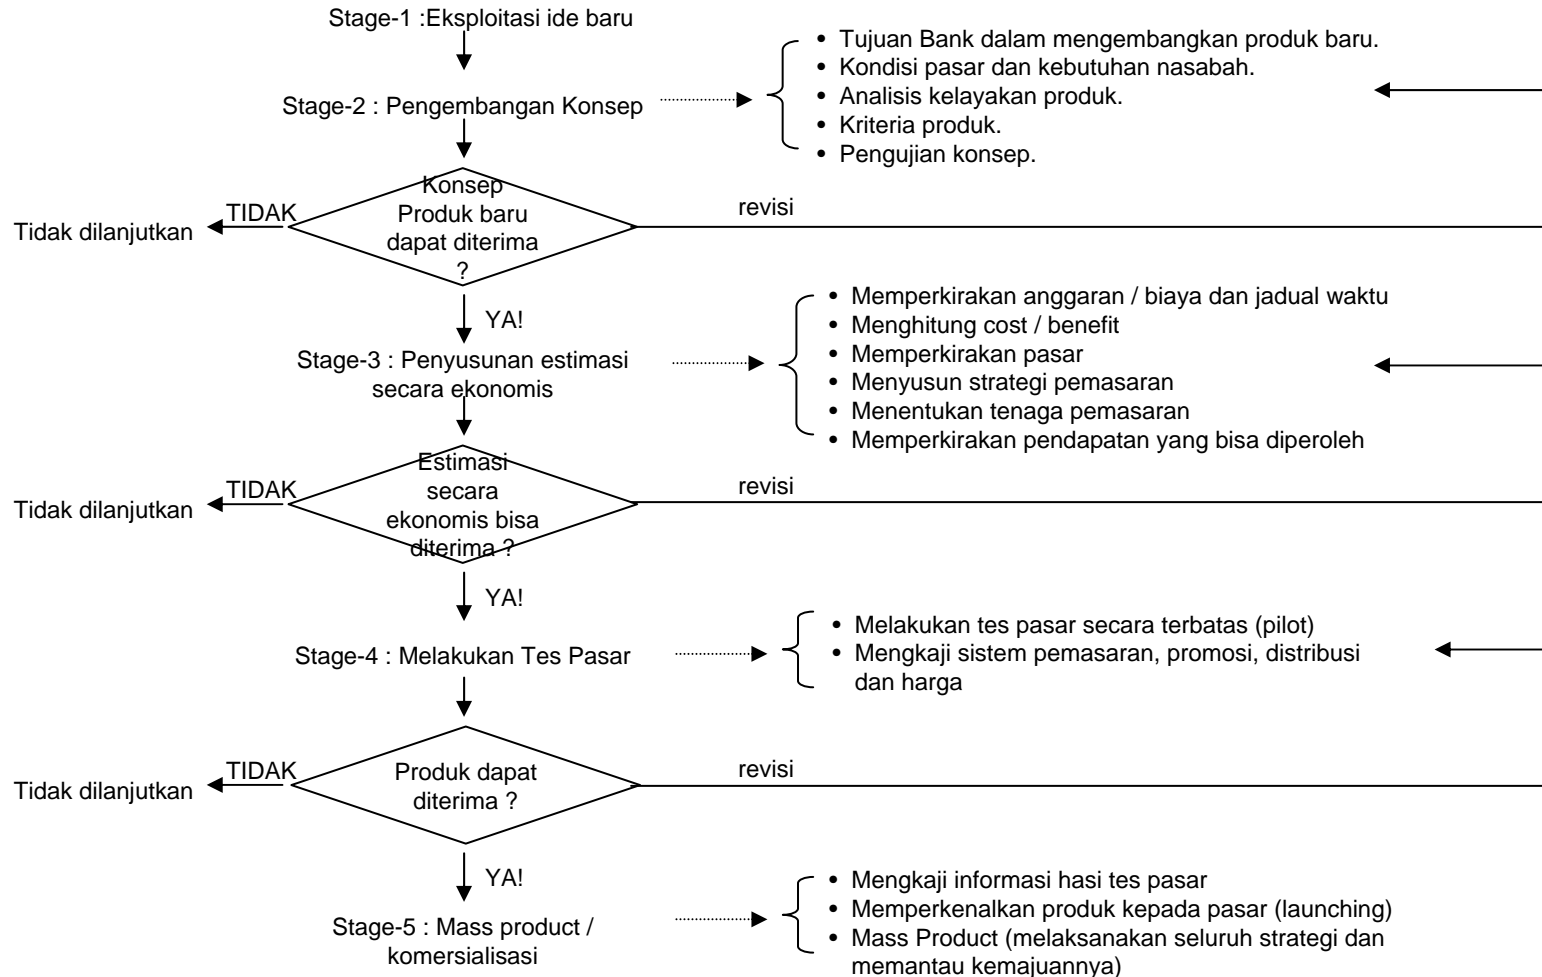 Stage-1 :Eksploitasi ide baru
• Tujuan Bank dalam mengembangkan produk baru.
• Kondisi pasar dan kebutuhan nasabah.
Stage-2 : Pengembangan Konsep
• Analisis kelayakan produk.
• Kriteria produk.
• Pengujian konsep.
Konsep
Produk baru
dapat diterima
?
TIDAK
Tidak dilanjutkan
revisi
YA!
Stage-3 : Penyusunan estimasi
secara ekonomis
• Memperkirakan anggaran / biaya dan jadual waktu
• Menghitung cost / benefit
• Memperkirakan pasar
• Menyusun strategi pemasaran
• Menentukan tenaga pemasaran
• Memperkirakan pendapatan yang bisa diperoleh
Estimasi
secara
ekonomis bisa
diterima ?
TIDAK
Tidak dilanjutkan
revisi
YA!
Stage-4 : Melakukan Tes Pasar
• Melakukan tes pasar secara terbatas (pilot)
• Mengkaji sistem pemasaran, promosi, distribusi
dan harga
Produk dapat
diterima ?
TIDAK
Tidak dilanjutkan
revisi
YA!
Stage-5 : Mass product /
komersialisasi
• Mengkaji informasi hasi tes pasar
• Memperkenalkan produk kepada pasar (launching)
• Mass Product (melaksanakan seluruh strategi dan
memantau kemajuannya)